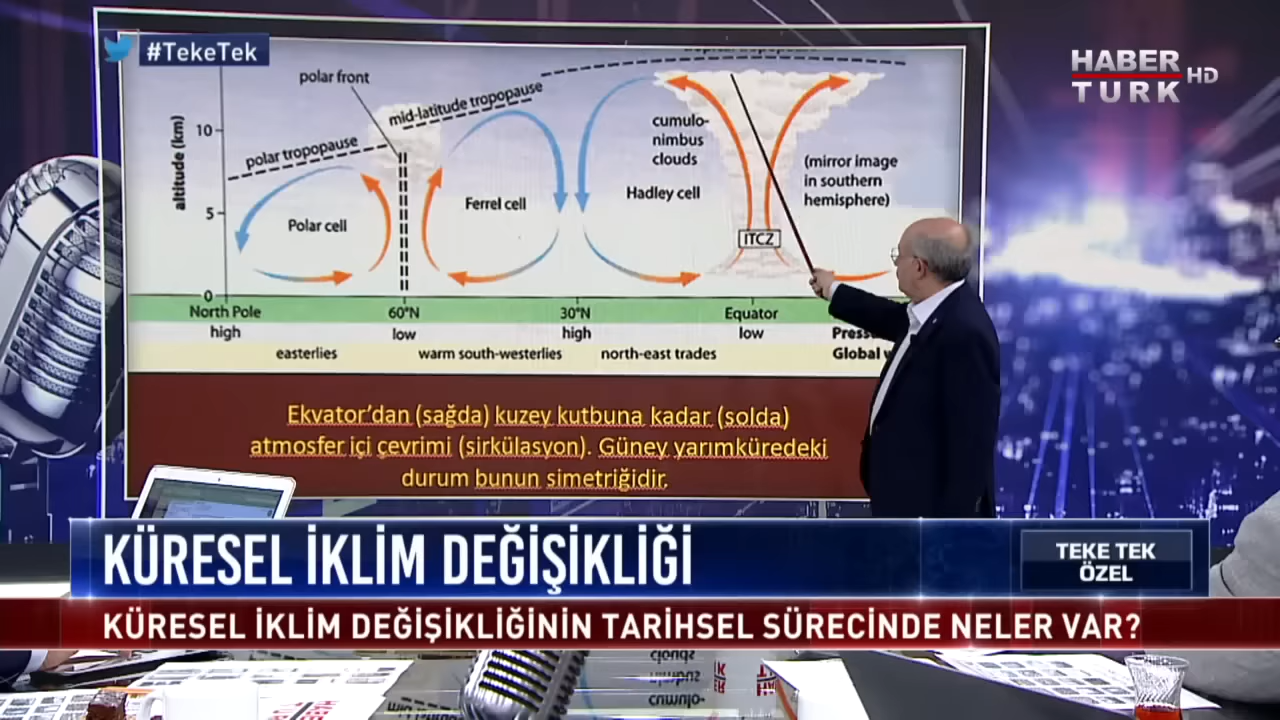 #TekeTek
HABER
TURK HD
polar front
mid-latitude tropopause
polar tropopause
altitude (km)
10
5
0
cumulo-
nimbus
clouds
(mirror image
in southern
hemisphere)
Polar cell
Ferrel cell
Hadley cell
ITCZ
North Pole
60°N
30°N
Equator
high
low
high
low
easterlies
warm south-westerlies
north-east trades
Global
Ekvator'dan (sağda) kuzey kutbuna kadar (solda)
atmosfer içi çevrimi (sirkülasyon). Güney yarımküredeki
durum bunun simetriğidir.
KÜRESEL İKLİM DEĞİŞİKLİĞİ
TEKE TEK
ÖZEL
KÜRESEL İKLİM DEĞİŞİKLİĞİNİN TARİHSEL SÜRECİNDE NELER VAR?